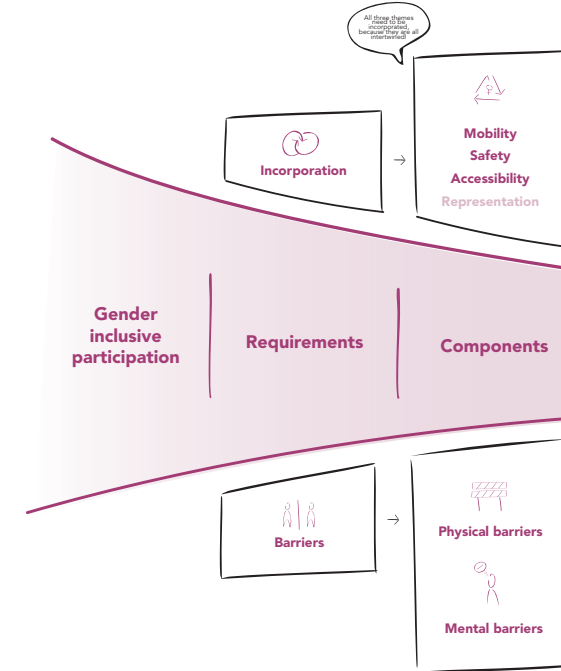 All three themes
need to be
incorporated,
because they are all
intertwined!
Incorporation
Mobility
Safety
Accessibility
Representation
Gender
inclusive
participation
Requirements
Components
Barriers
Physical barriers
Mental barriers